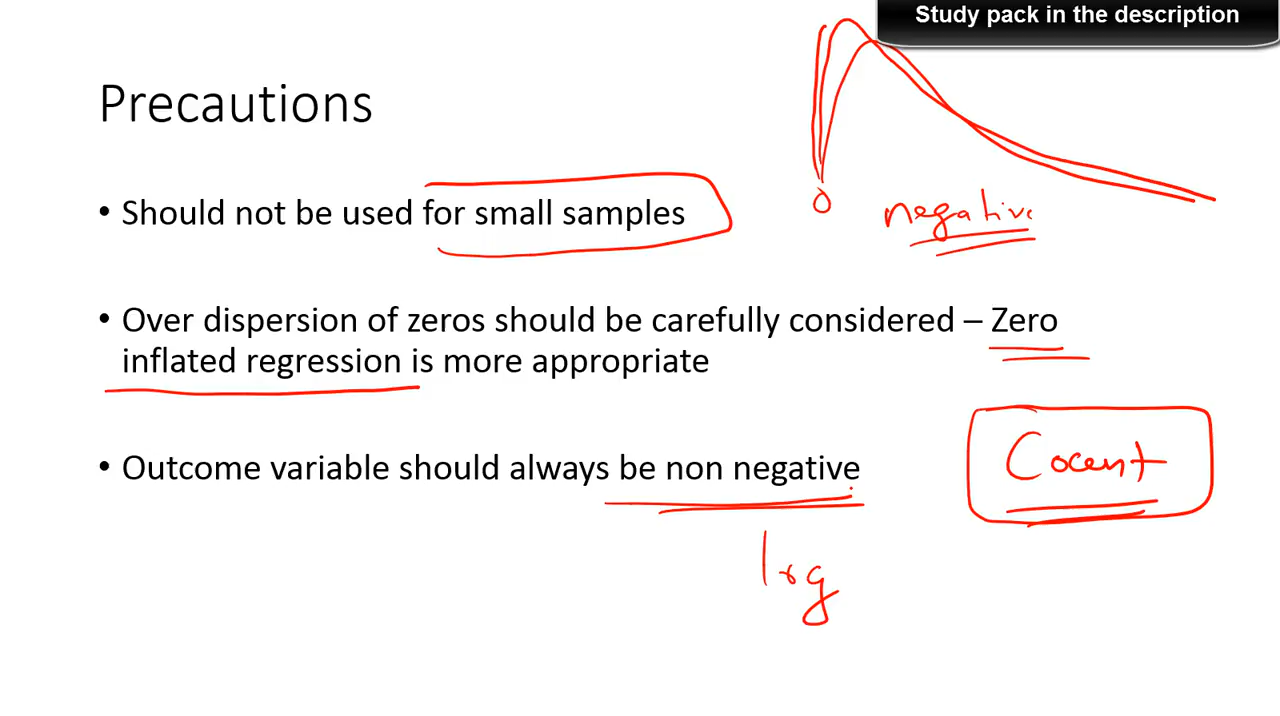 Study pack in the description
Precautions
0
negative
• Should not be used for small samples
• Over dispersion of zeros should be carefully considered – Zero
inflated regression is more appropriate
• Outcome variable should always be non negative
Count
log